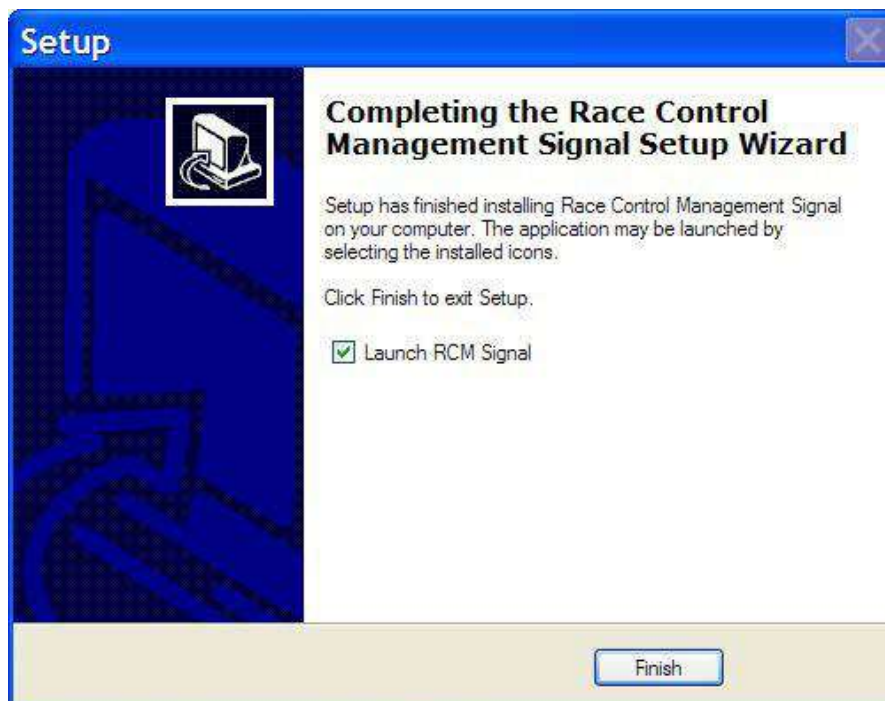 Setup
Completing the Race Control
Management Signal Setup Wizard
Setup has finished installing Race Control Management Signal
on your computer. The application may be launched by
selecting the installed icons.
Click Finish to exit Setup.
Launch RCM Signal
Finish